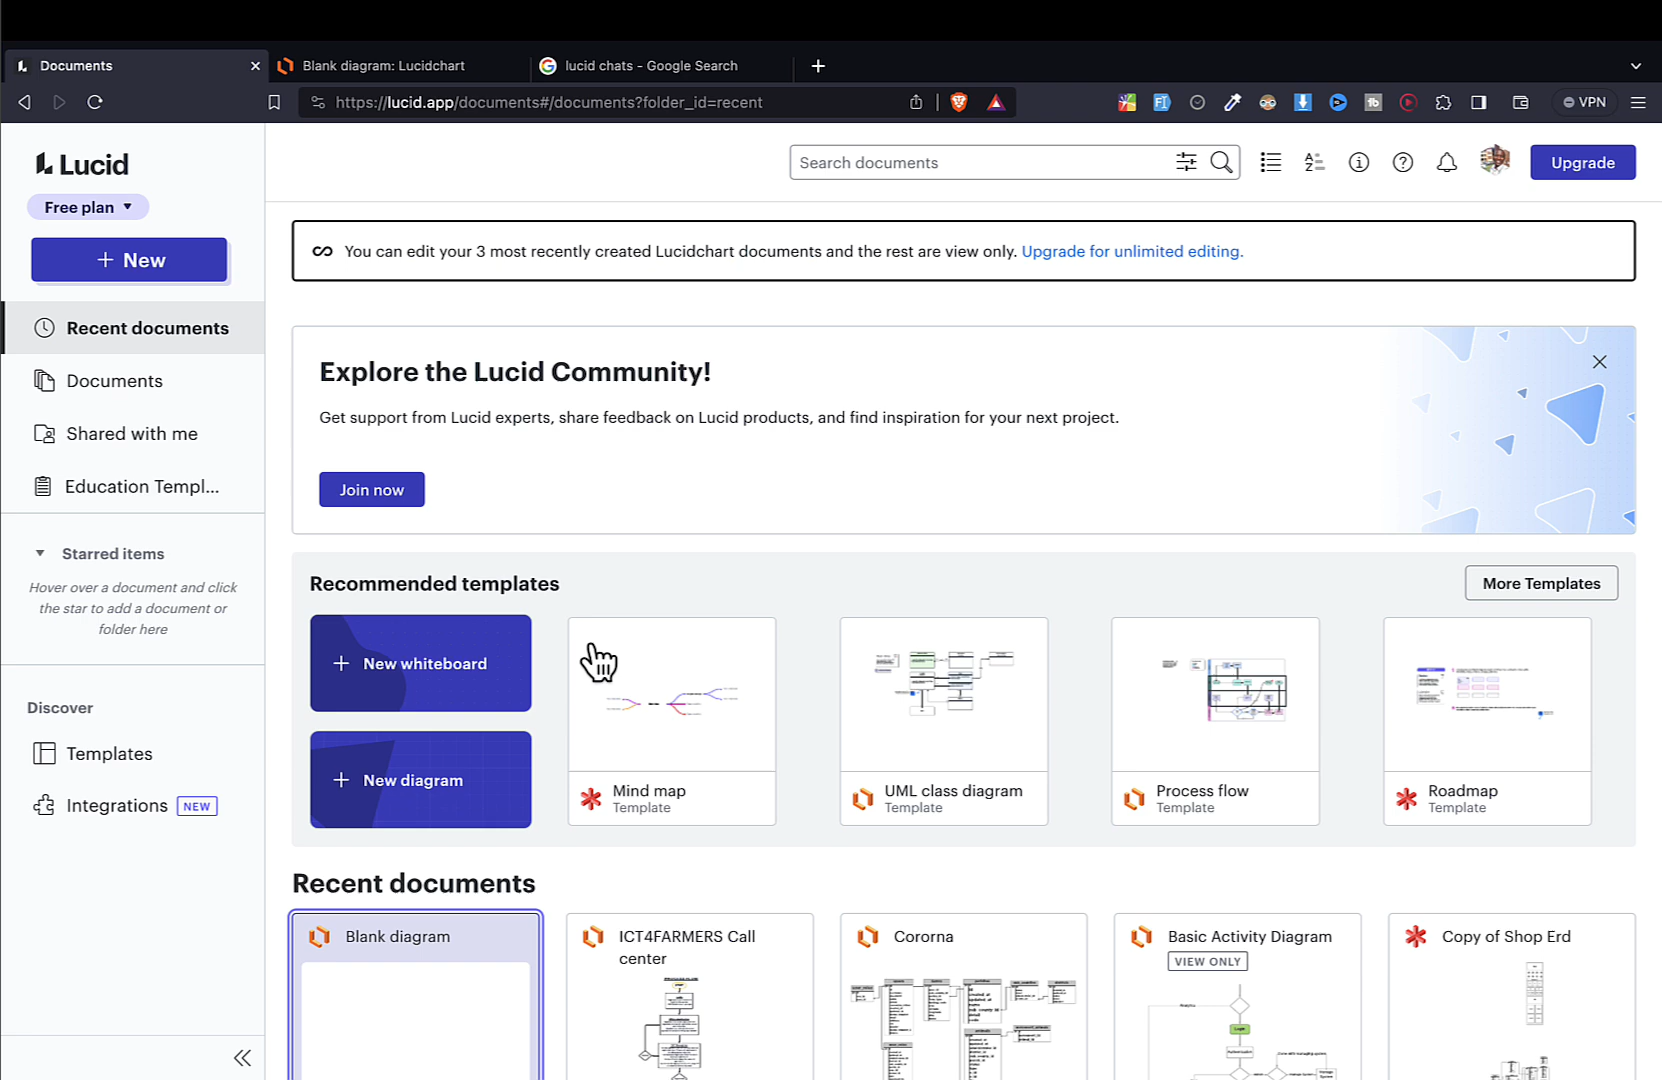 Documents
Blank diagram: Lucidchart
lucid chats - Google Search
https://lucid.app/documents#/documents?folder_id=recent
VPN
Lucid
Free plan
+ New
Recent documents
Documents
Shared with me
Education Templ...
Starred items
Hover over a document and click
the star to add a document or
folder here
Discover
Templates
Integrations NEW
Search documents
Upgrade
You can edit your 3 most recently created Lucidchart documents and the rest are view only. Upgrade for unlimited editing.
Explore the Lucid Community!
Get support from Lucid experts, share feedback on Lucid products, and find inspiration for your next project.
Join now
Recommended templates
More Templates
+ New whiteboard
+ New diagram
Mind map
Template
UML class diagram
Template
Process flow
Template
Roadmap
Template
Recent documents
Blank diagram
ICT4FARMERS Call
center
Cororna
Basic Activity Diagram
VIEW ONLY
Copy of Shop Erd
Login